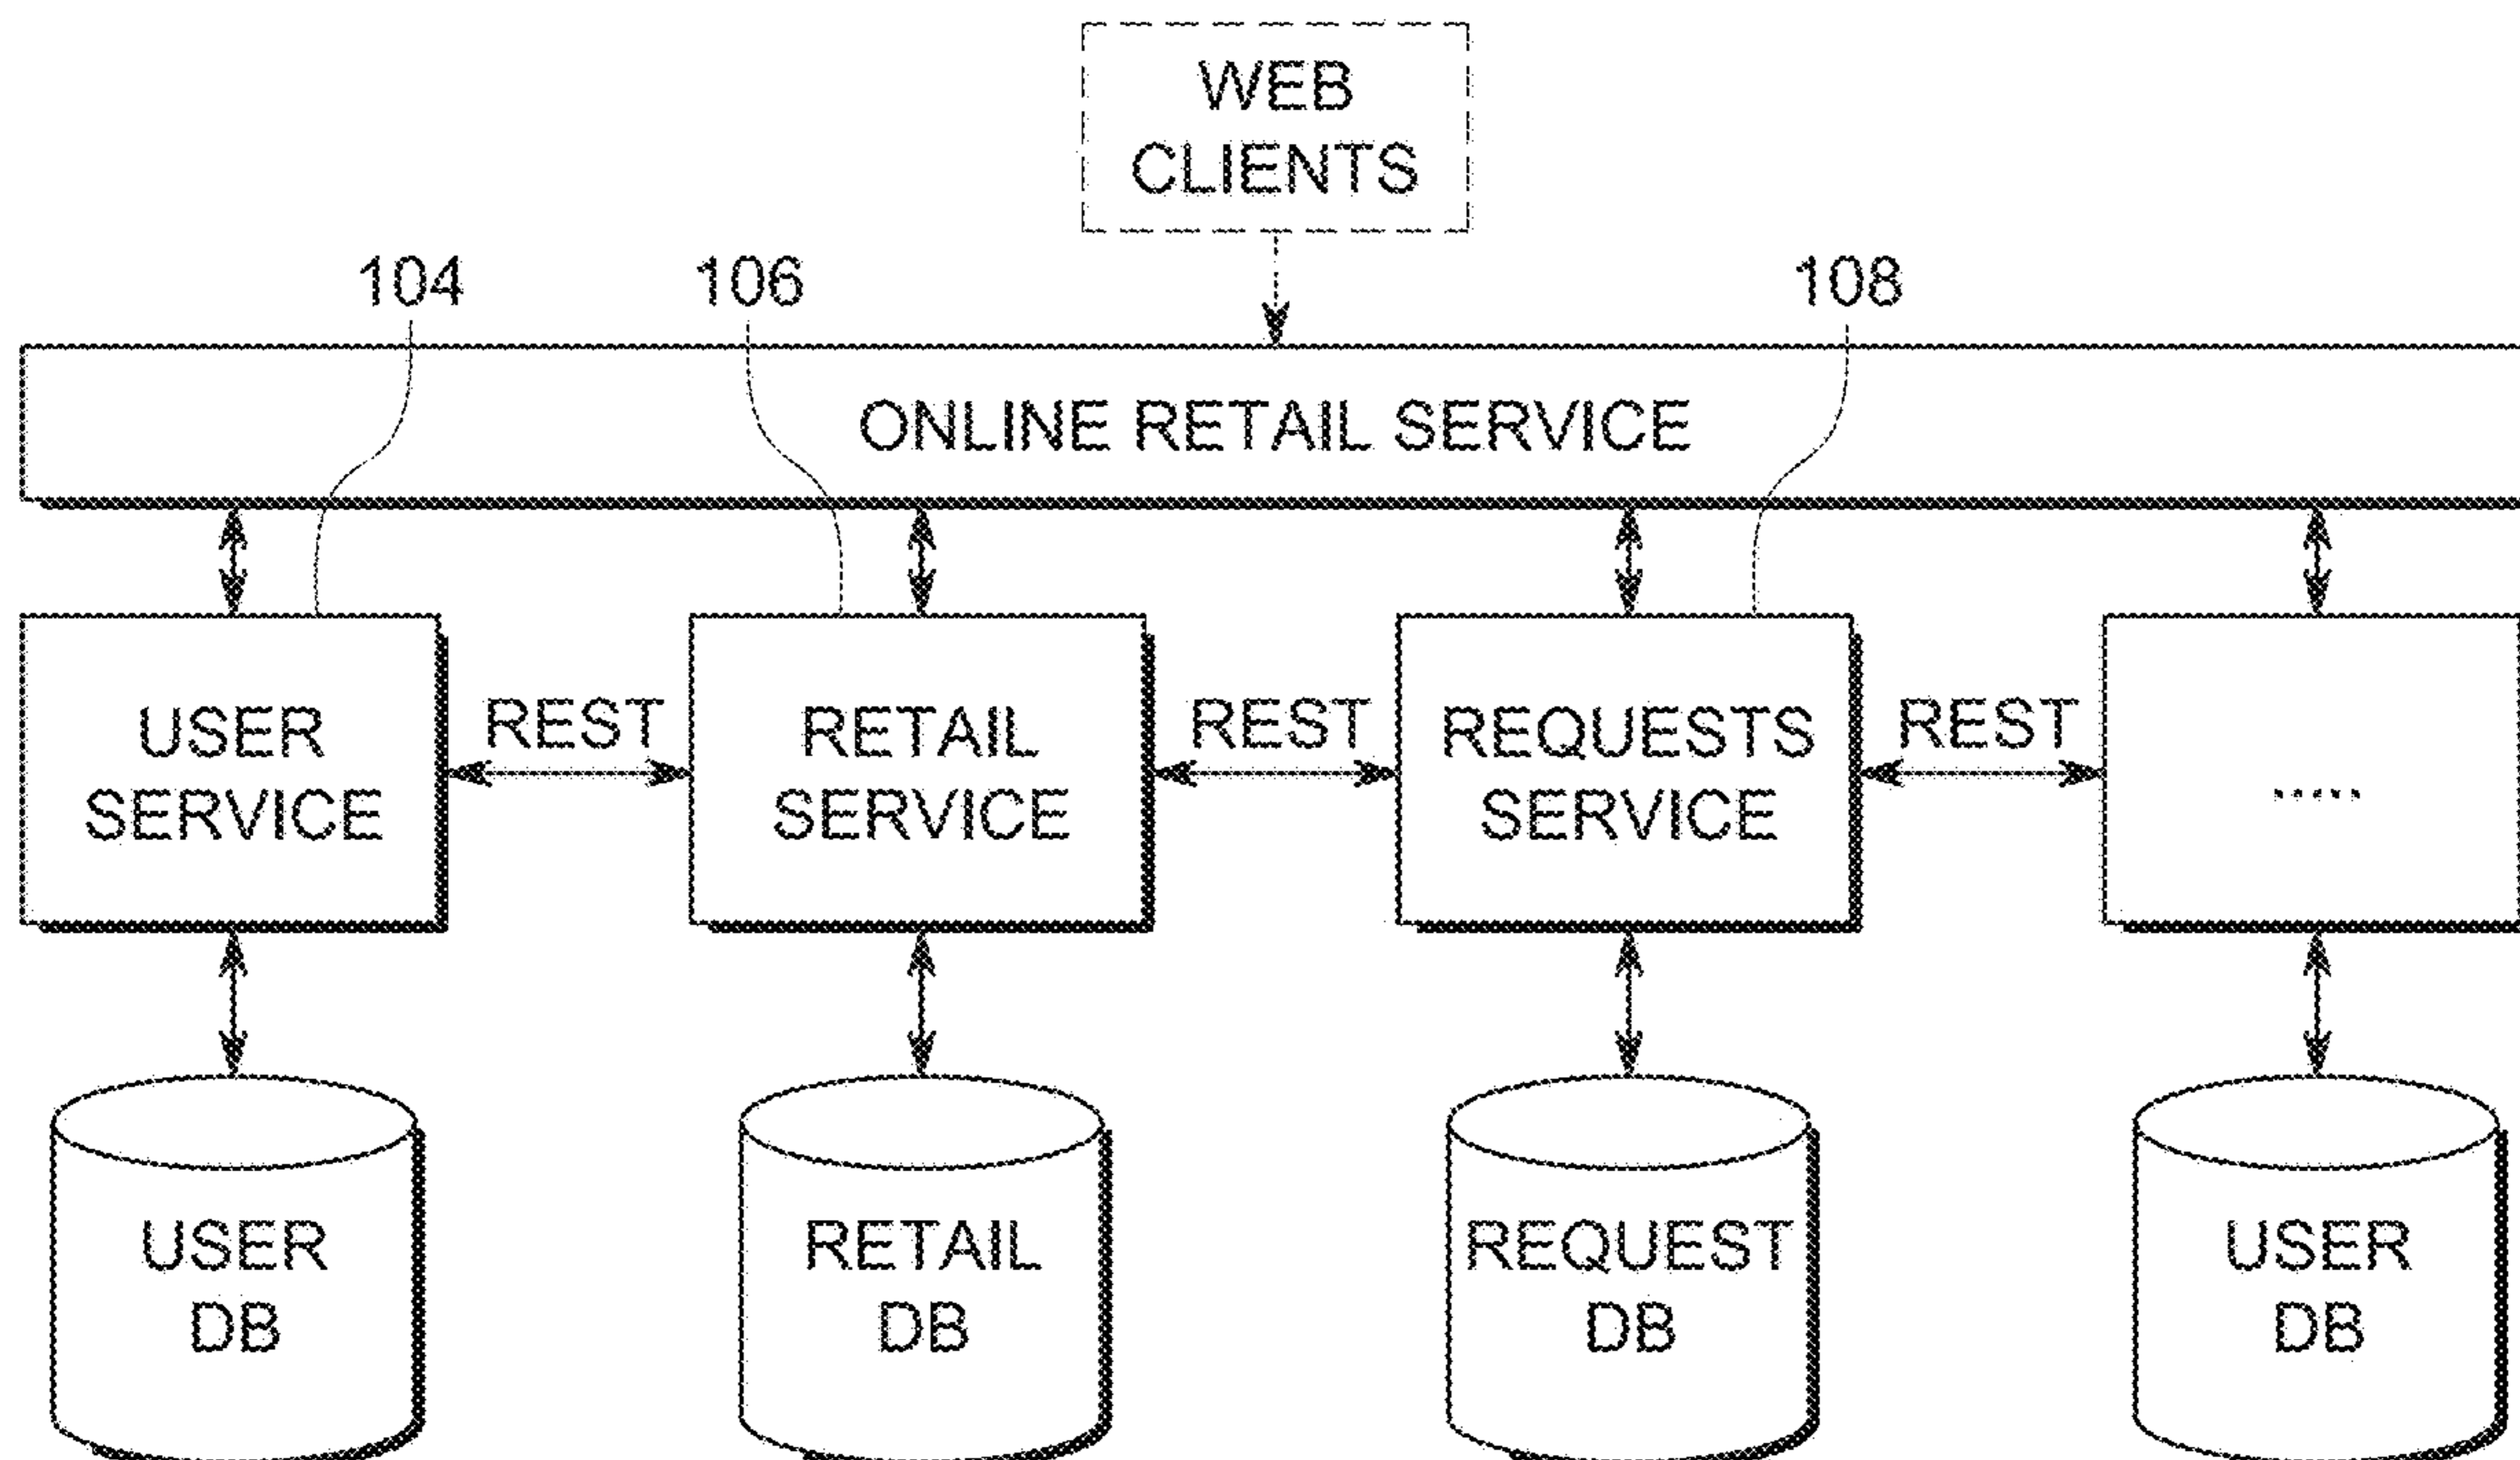 WEB
CLIENTS
104
106
108
ONLINE RETAIL SERVICE
USER
SERVICE
REST
RETAIL
SERVICE
REST
REQUESTS
SERVICE
REST
.....
USER
DB
RETAIL
DB
REQUEST
DB
USER
DB